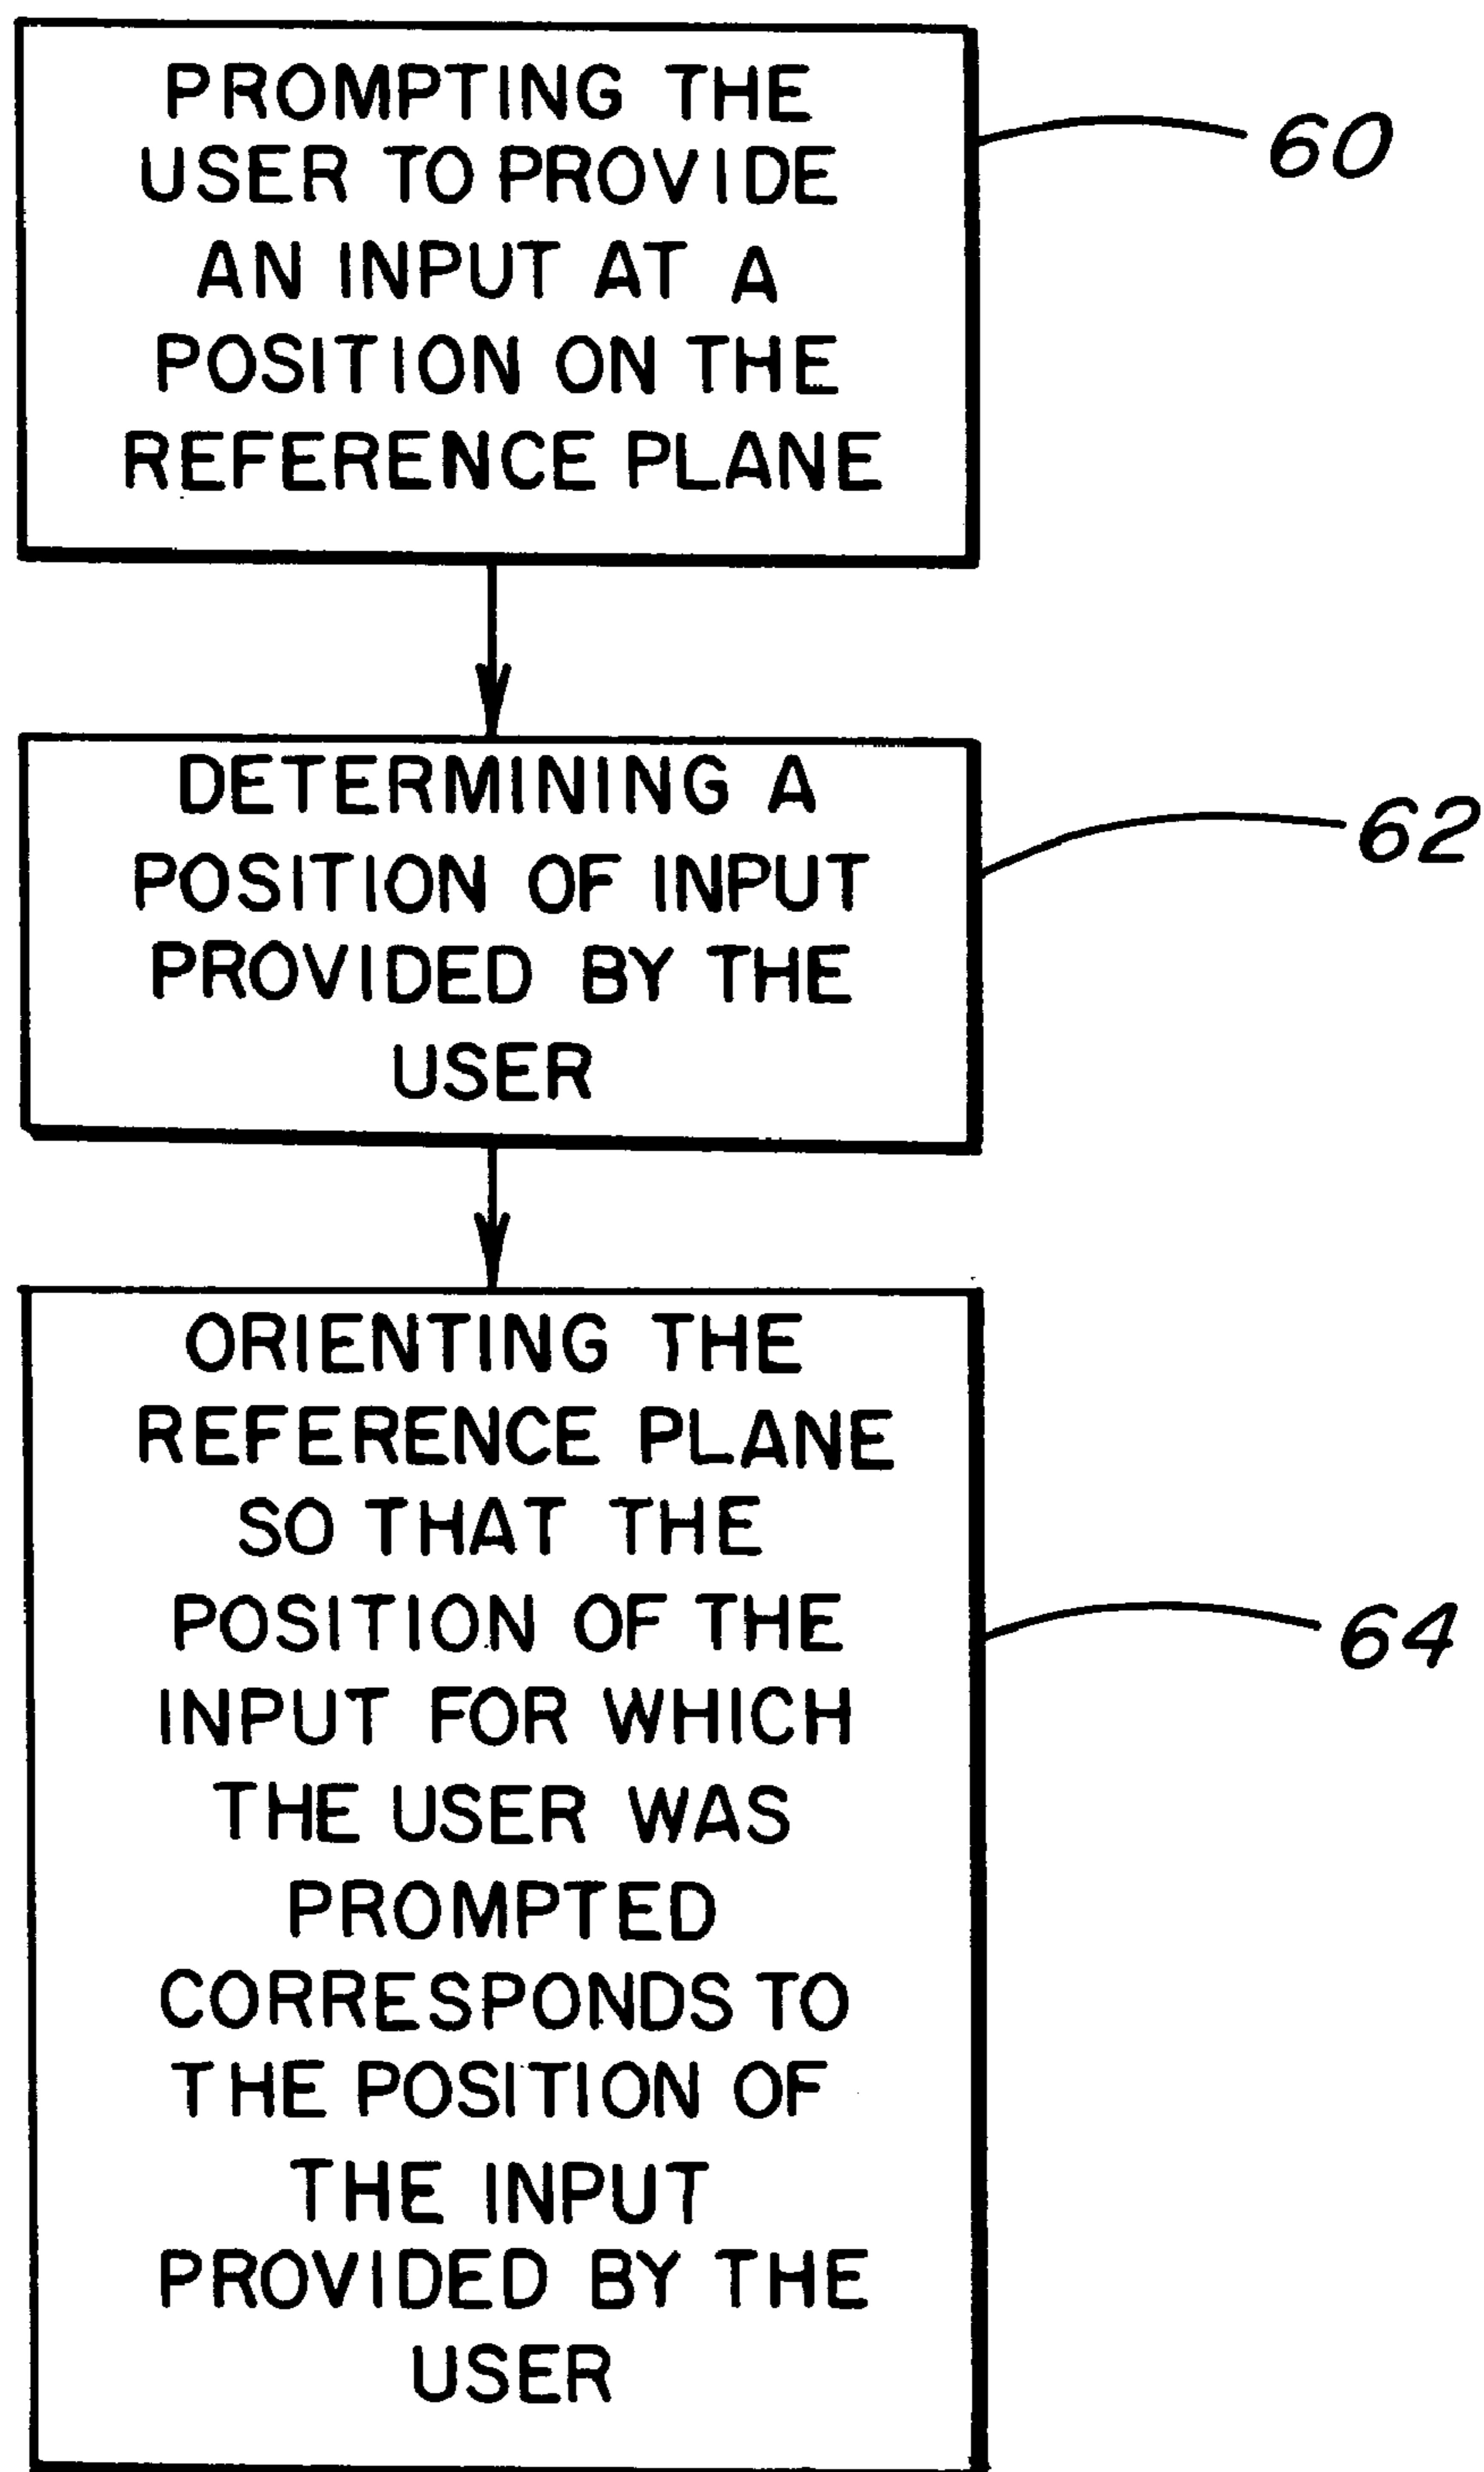 PROMPTING THE
USER TO PROVIDE
AN INPUT AT A
POSITION ON THE
REFERENCE PLANE
60
DETERMINING A
POSITION OF INPUT
PROVIDED BY THE
USER
62
ORIENTING THE
REFERENCE PLANE
SO THAT THE
POSITION OF THE
INPUT FOR WHICH
THE USER WAS
PROMPTED
CORRESPONDS TO
THE POSITION OF
THE INPUT
PROVIDED BY THE
USER
64